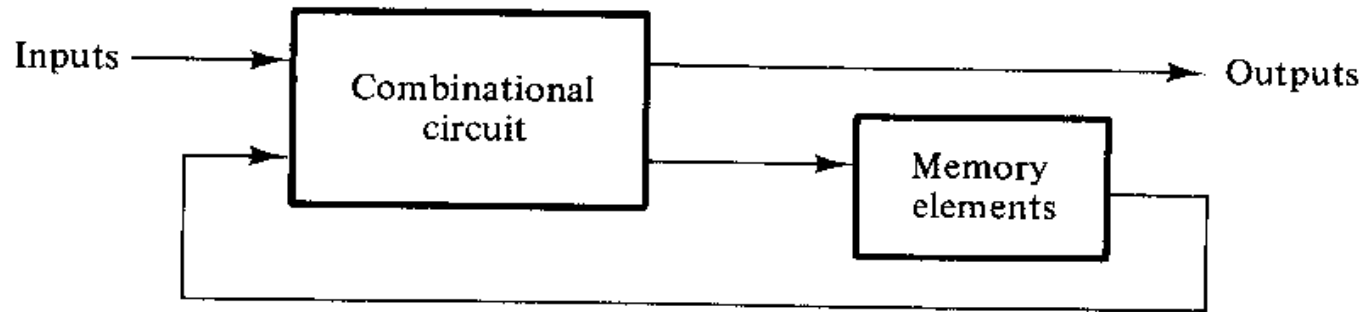 Inputs
Combinational
circuit
Outputs
Memory
elements